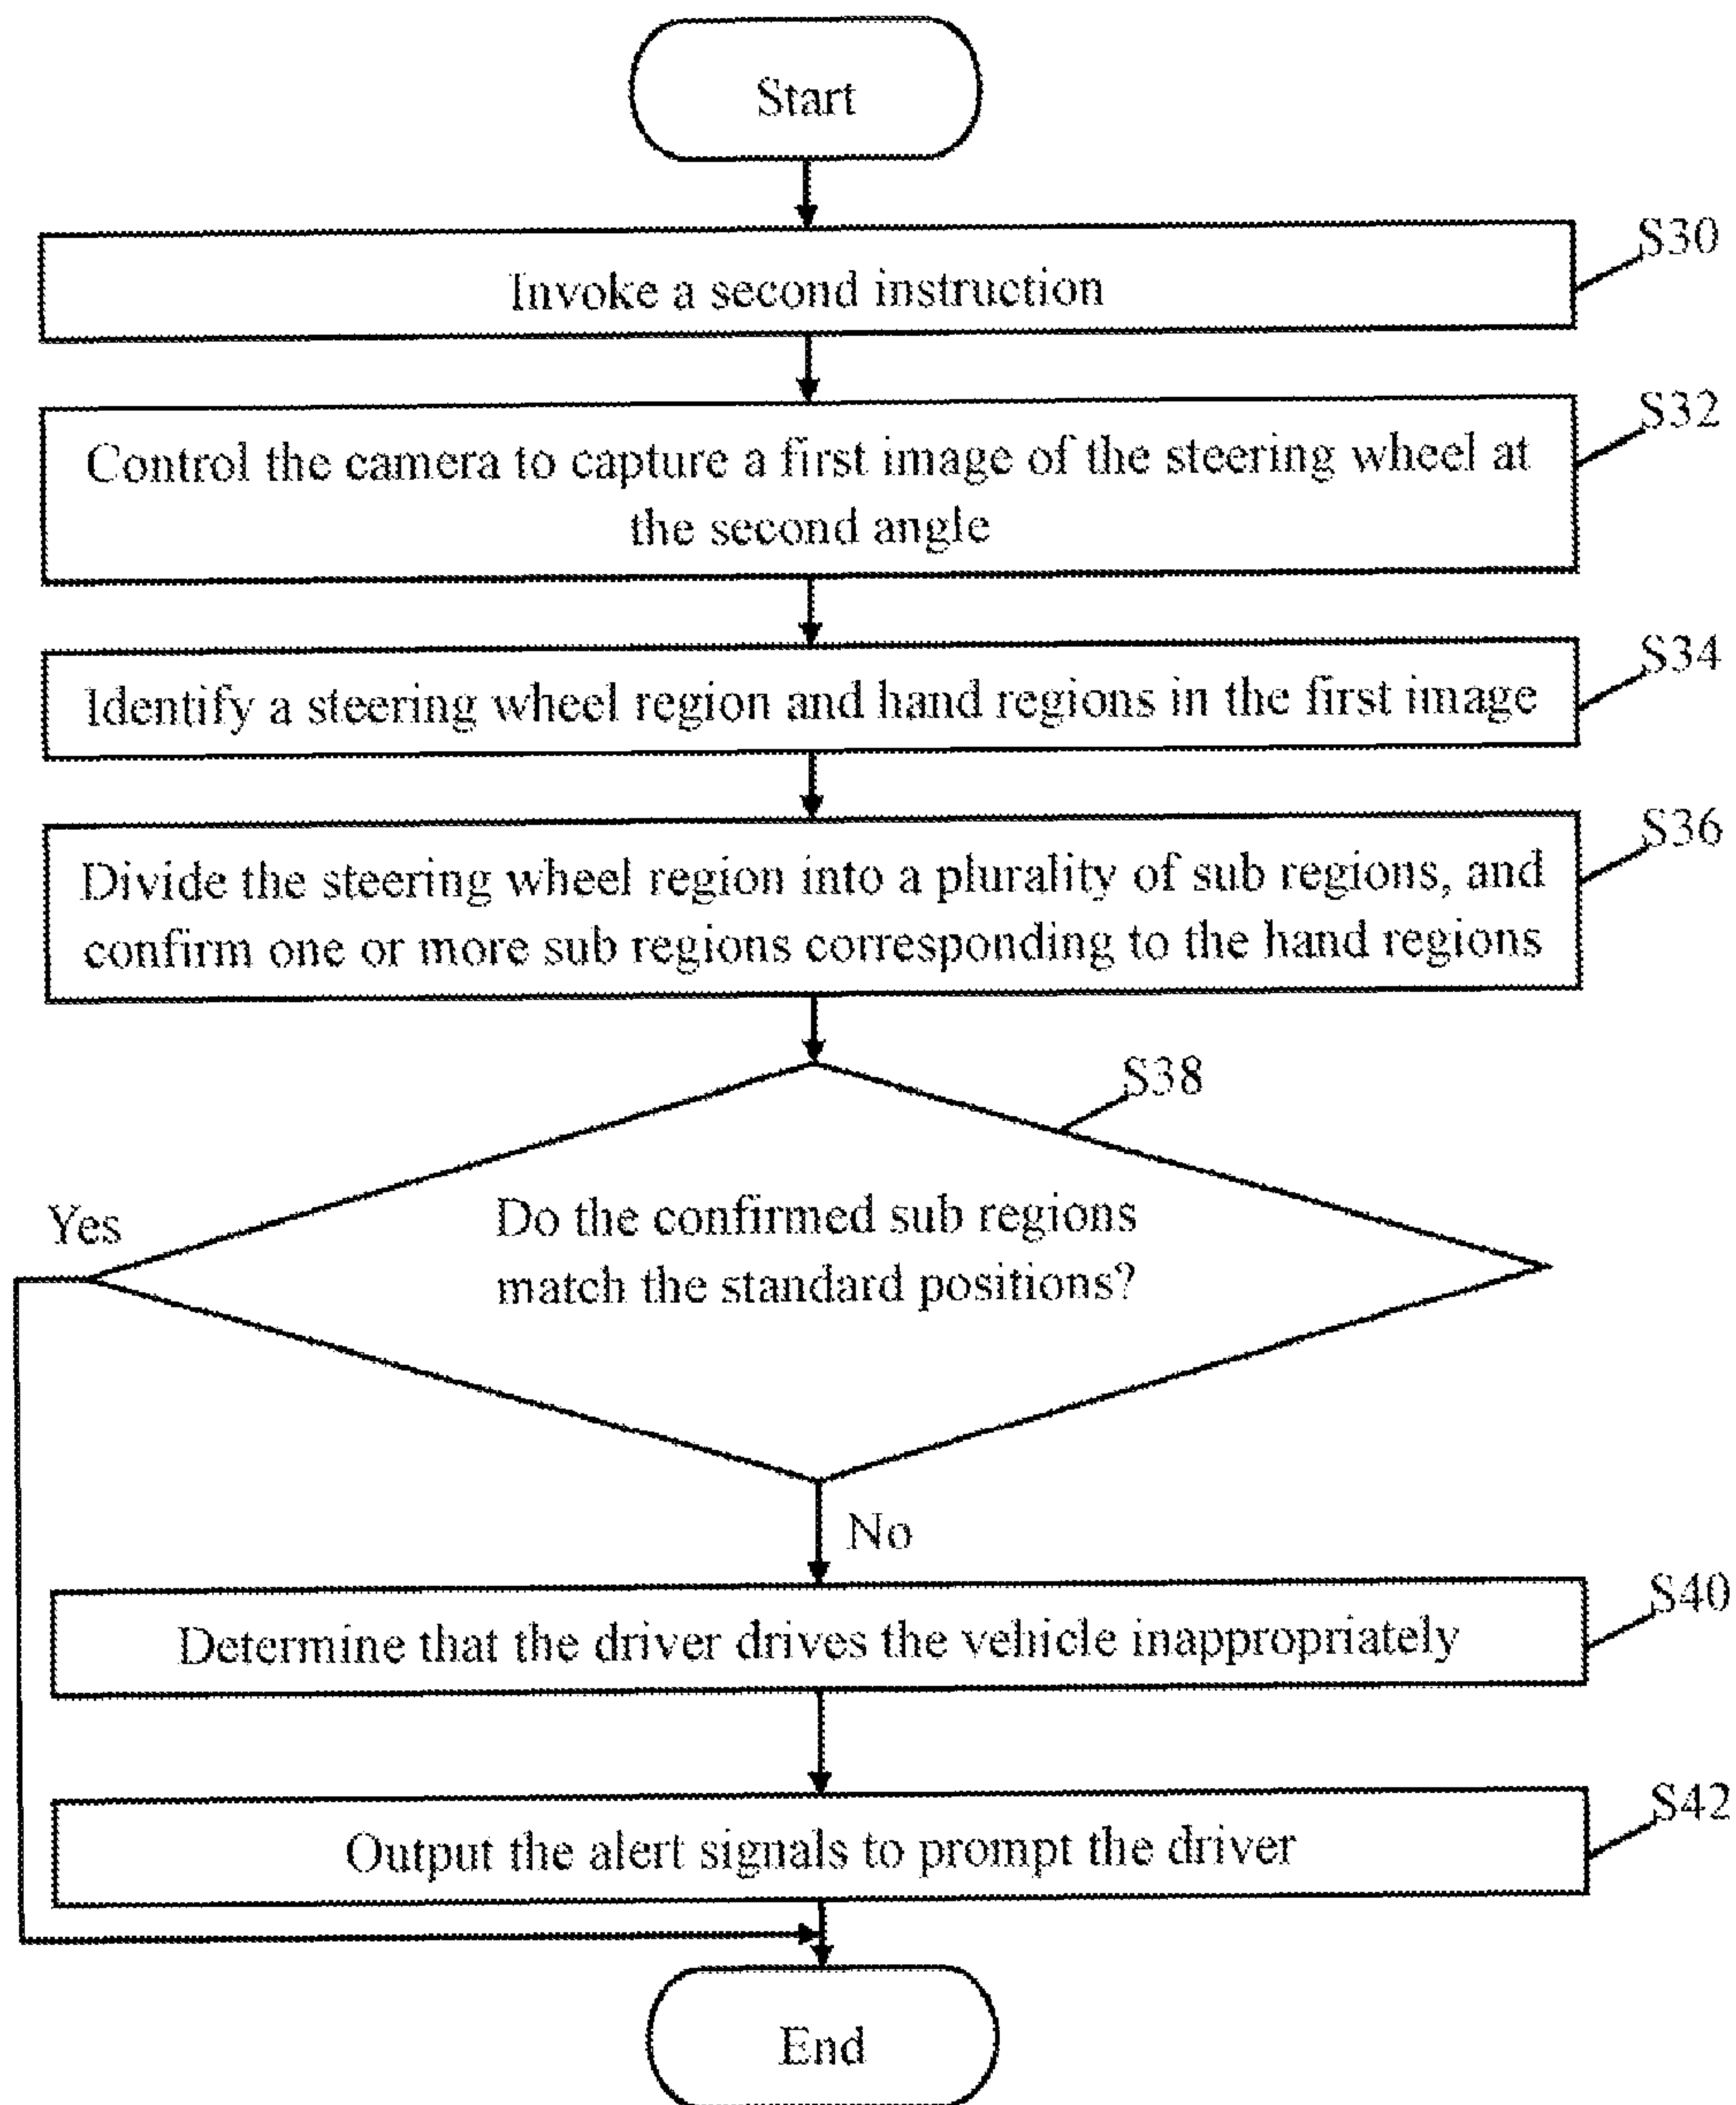 Start
S30
Invoke a second instruction
S32
Control the camera to capture a first image of the steering wheel at
the second angle
S34
Identify a steering wheel region and hand regions in the first image
S36
Divide the steering wheel region into a plurality of sub regions, and
confirm one or more sub regions corresponding to the hand regions
S38
Yes
Do the confirmed sub regions
match the standard positions?
No
S40
Determine that the driver drives the vehicle inappropriately
S42
Output the alert signals to prompt the driver
End